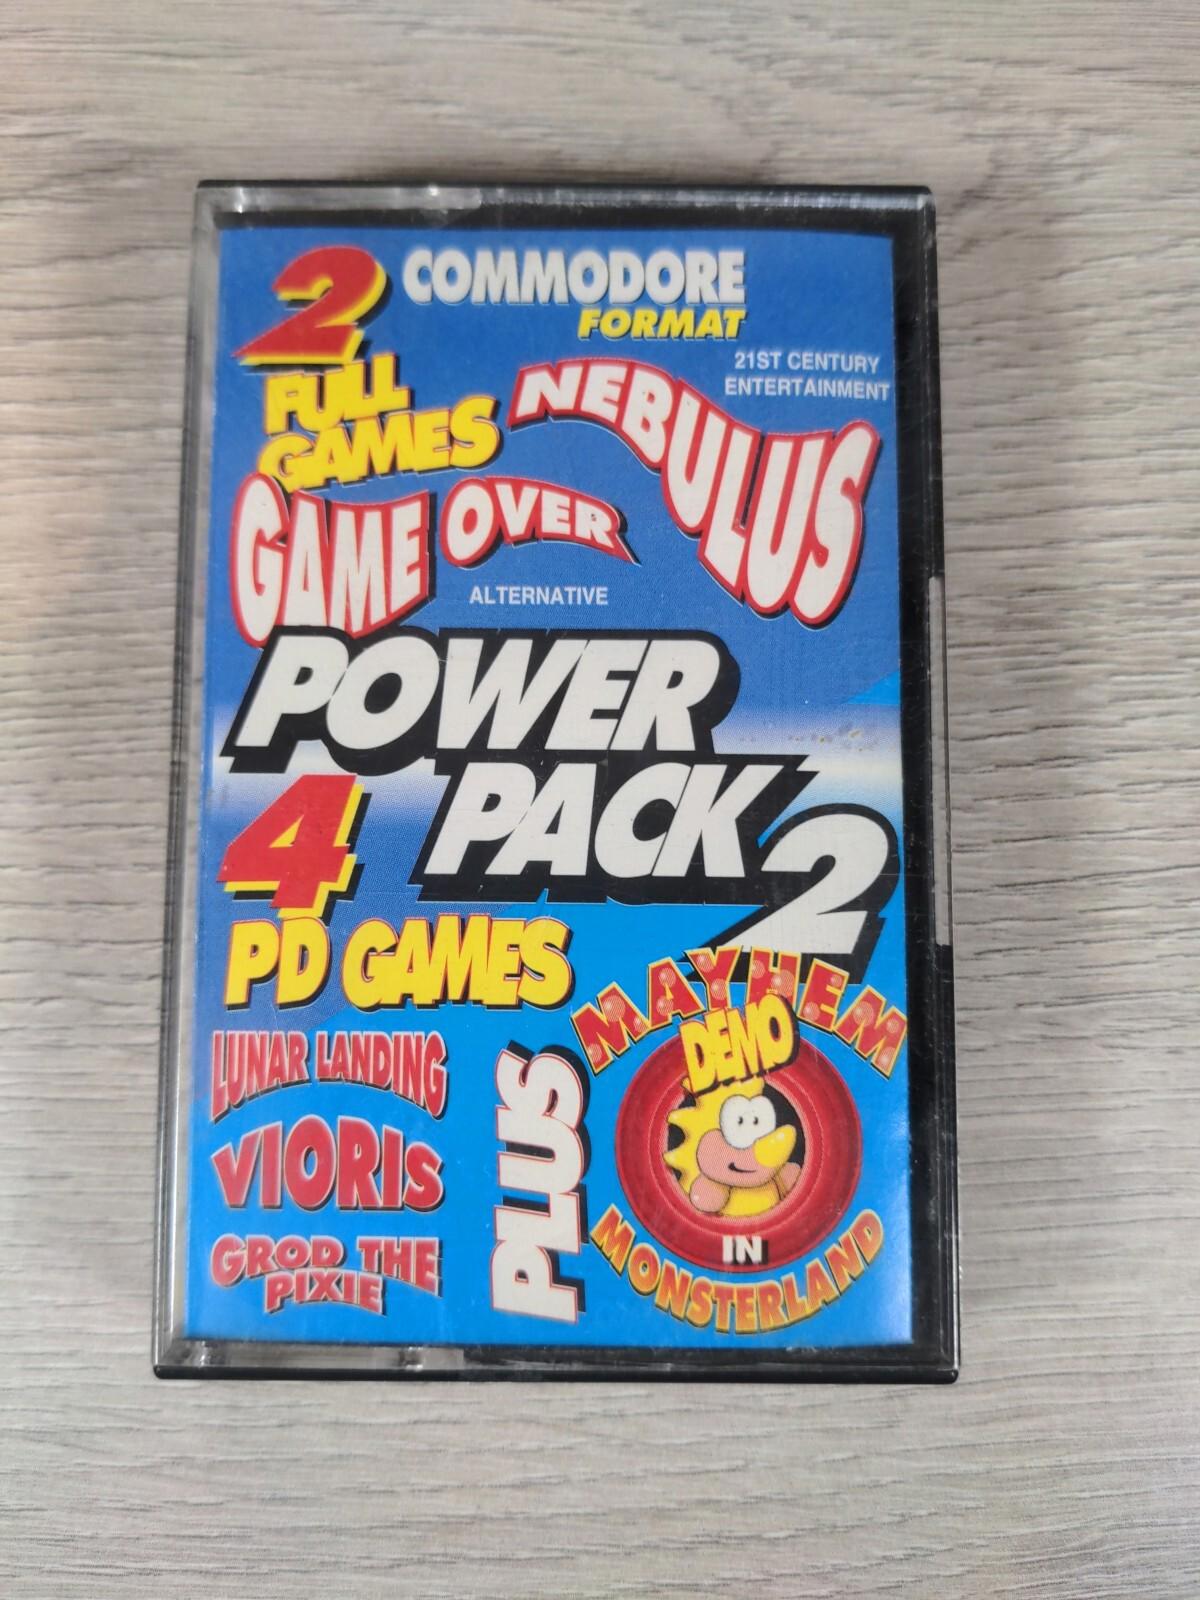 2
FULL
GAMES
COMMODORE
FORMAT
21ST CENTURY
ENTERTAINMENT
NEBULUS
GAME OVER
ALTERNATIVE
POWER
PACK 2
4
PD GAMES
LUNAR LANDING
VIORIS
GROD THE
PIXIE
PLUS
MAYHEM
DEMO
IN
MONSTERLAND